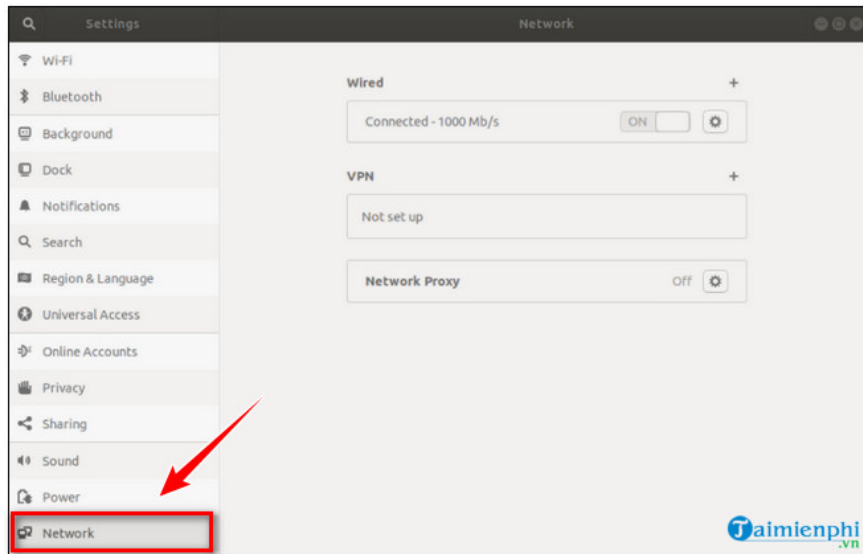 Settings
Network
Wi-Fi
Bluetooth
Background
Dock
Notifications
Search
Region & Language
Universal Access
Online Accounts
Privacy
Sharing
Sound
Power
Network
Wired +
Connected - 1000 Mb/s ON
VPN +
Not set up
Network Proxy Off
Taimienphi
.vn